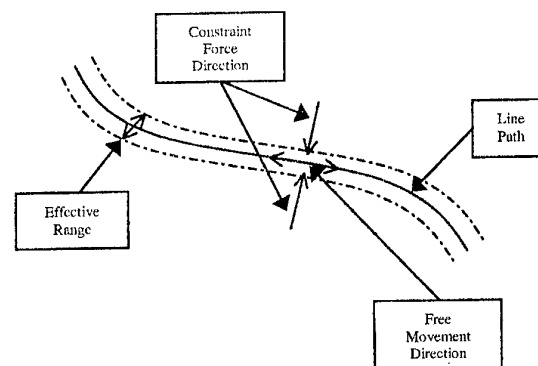 Constraint
Force
Direction
Line
Path
Effective
Range
Free
Movement
Direction